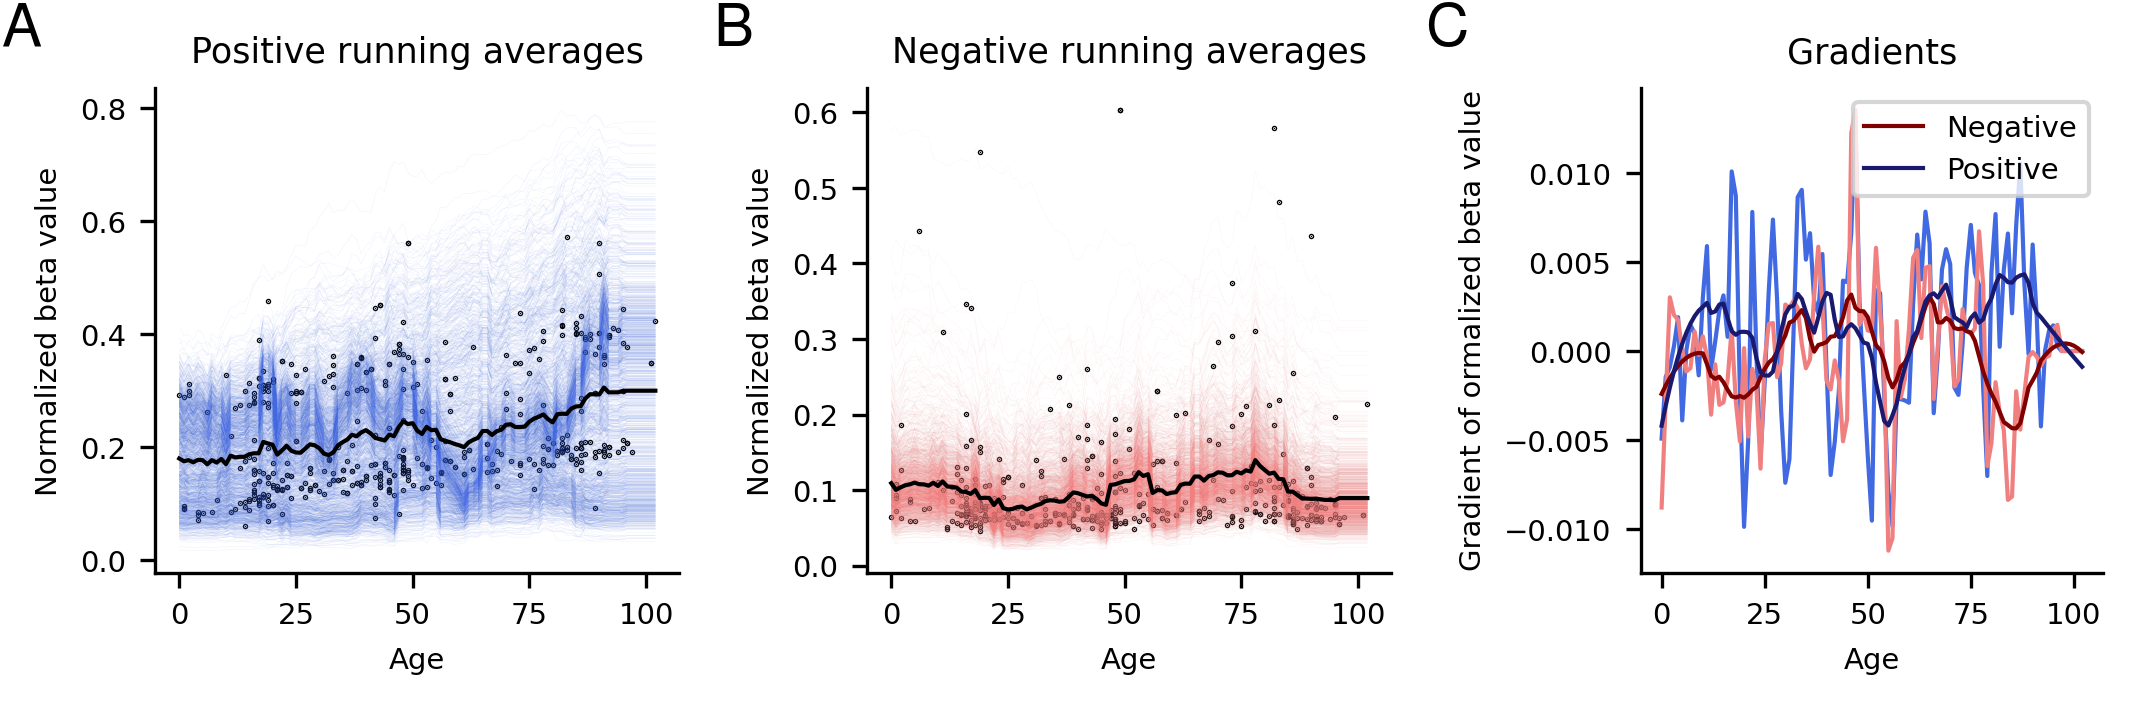 A
Positive running averages
Normalized beta value
0.8
0.6
0.4
0.2
0.0
0 25 50 75 100
Age
B
Negative running averages
Normalized beta value
0.6
0.5
0.4
0.3
0.2
0.1
0.0
0 25 50 75 100
Age
C
Gradients
Gradient of ormalized beta value
0.010
0.005
0.000
−0.005
−0.010
Negative
Positive
0 25 50 75 100
Age